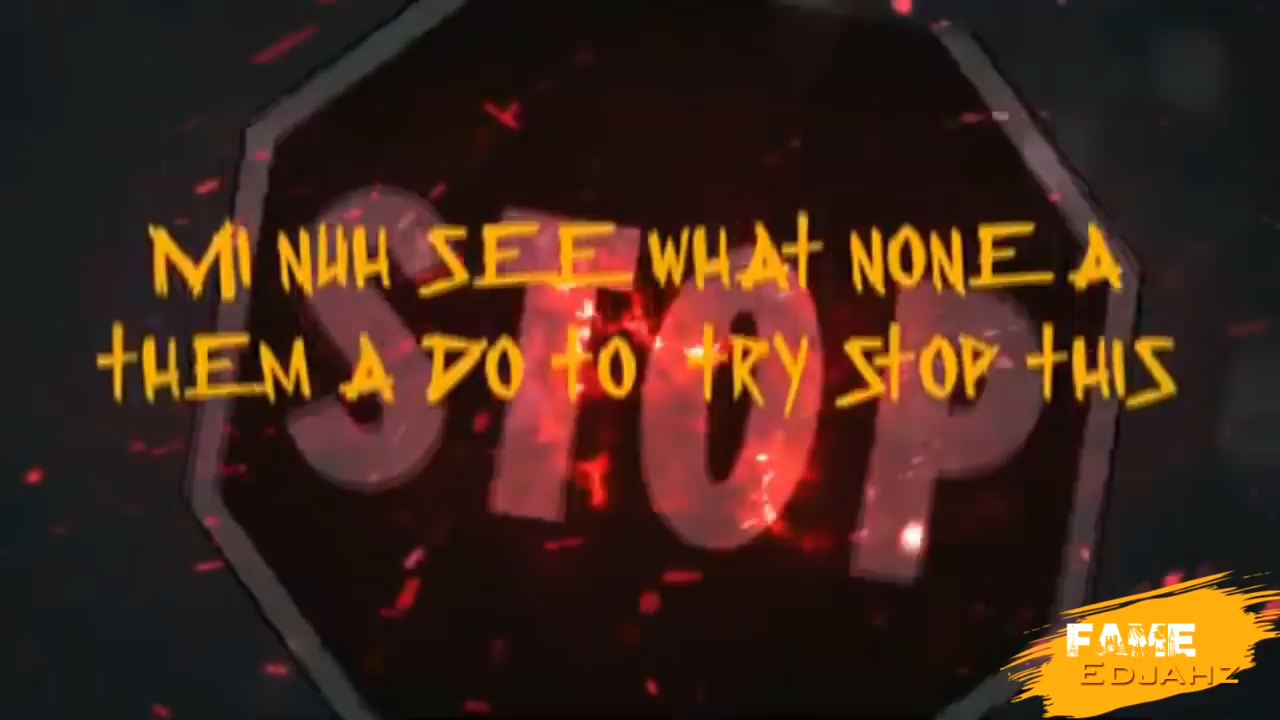 STOP
MI NUH SEE WHAT NONE A
THEM A DO TO TRY STOP THIS
FAME
EDJAHZ